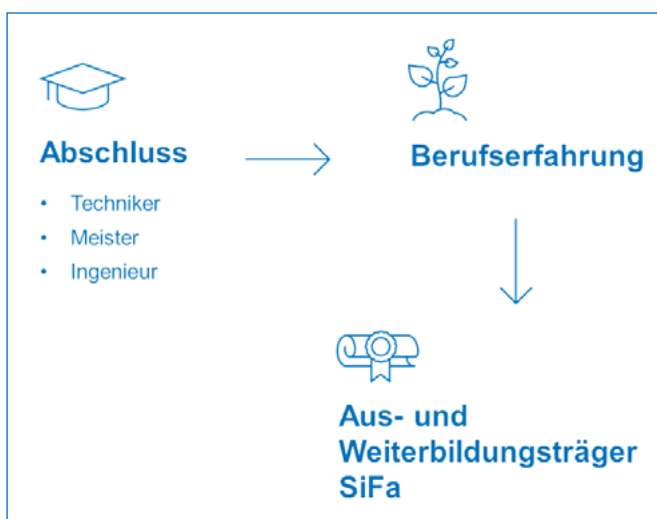 Abschluss
• Techniker
• Meister
• Ingenieur
Berufserfahrung
Aus- und
Weiterbildungsträger
SiFa